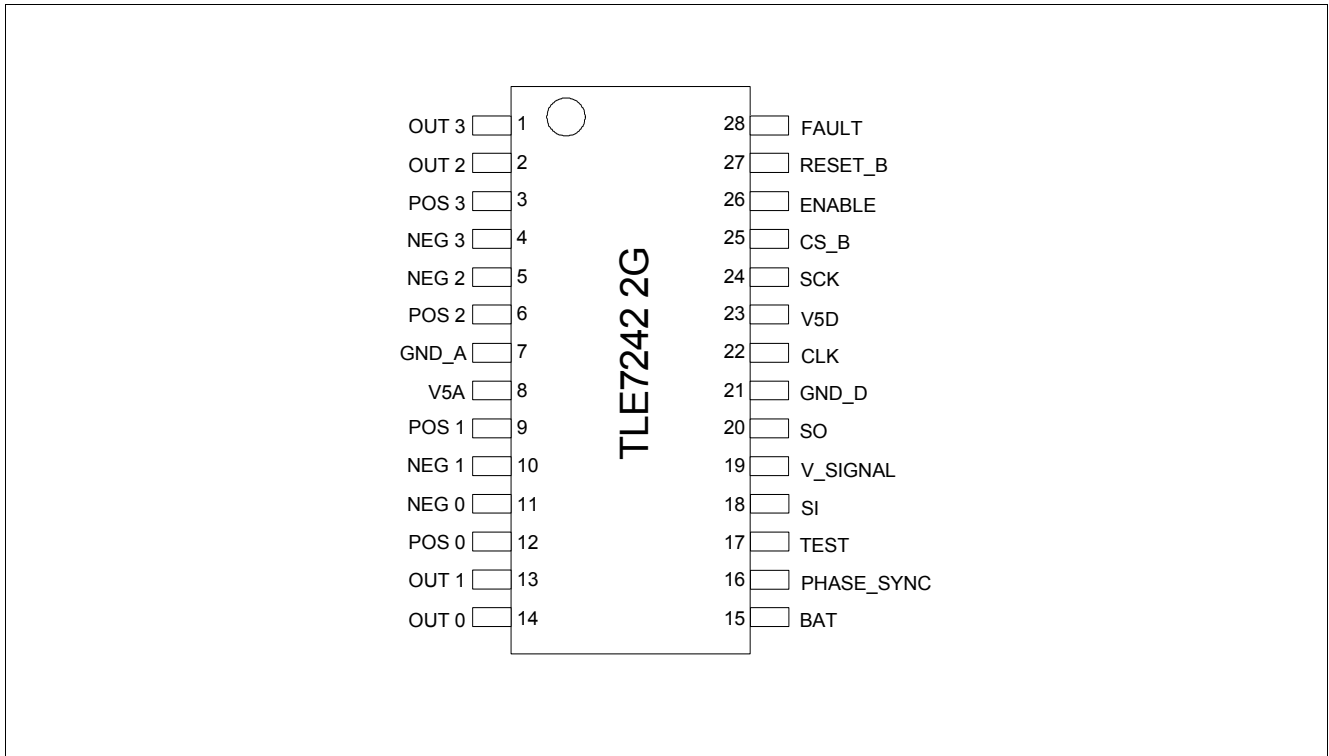 OUT 3 1 28 FAULT
OUT 2 2 27 RESET_B
POS 3 3 26 ENABLE
NEG 3 4 25 CS_B
NEG 2 5 24 SCK
POS 2 6 23 V5D
GND_A 7 22 CLK
V5A 8 21 GND_D
POS 1 9 20 SO
NEG 1 10 19 V_SIGNAL
NEG 0 11 18 SI
POS 0 12 17 TEST
OUT 1 13 16 PHASE_SYNC
OUT 0 14 15 BAT
TLE7242 2G